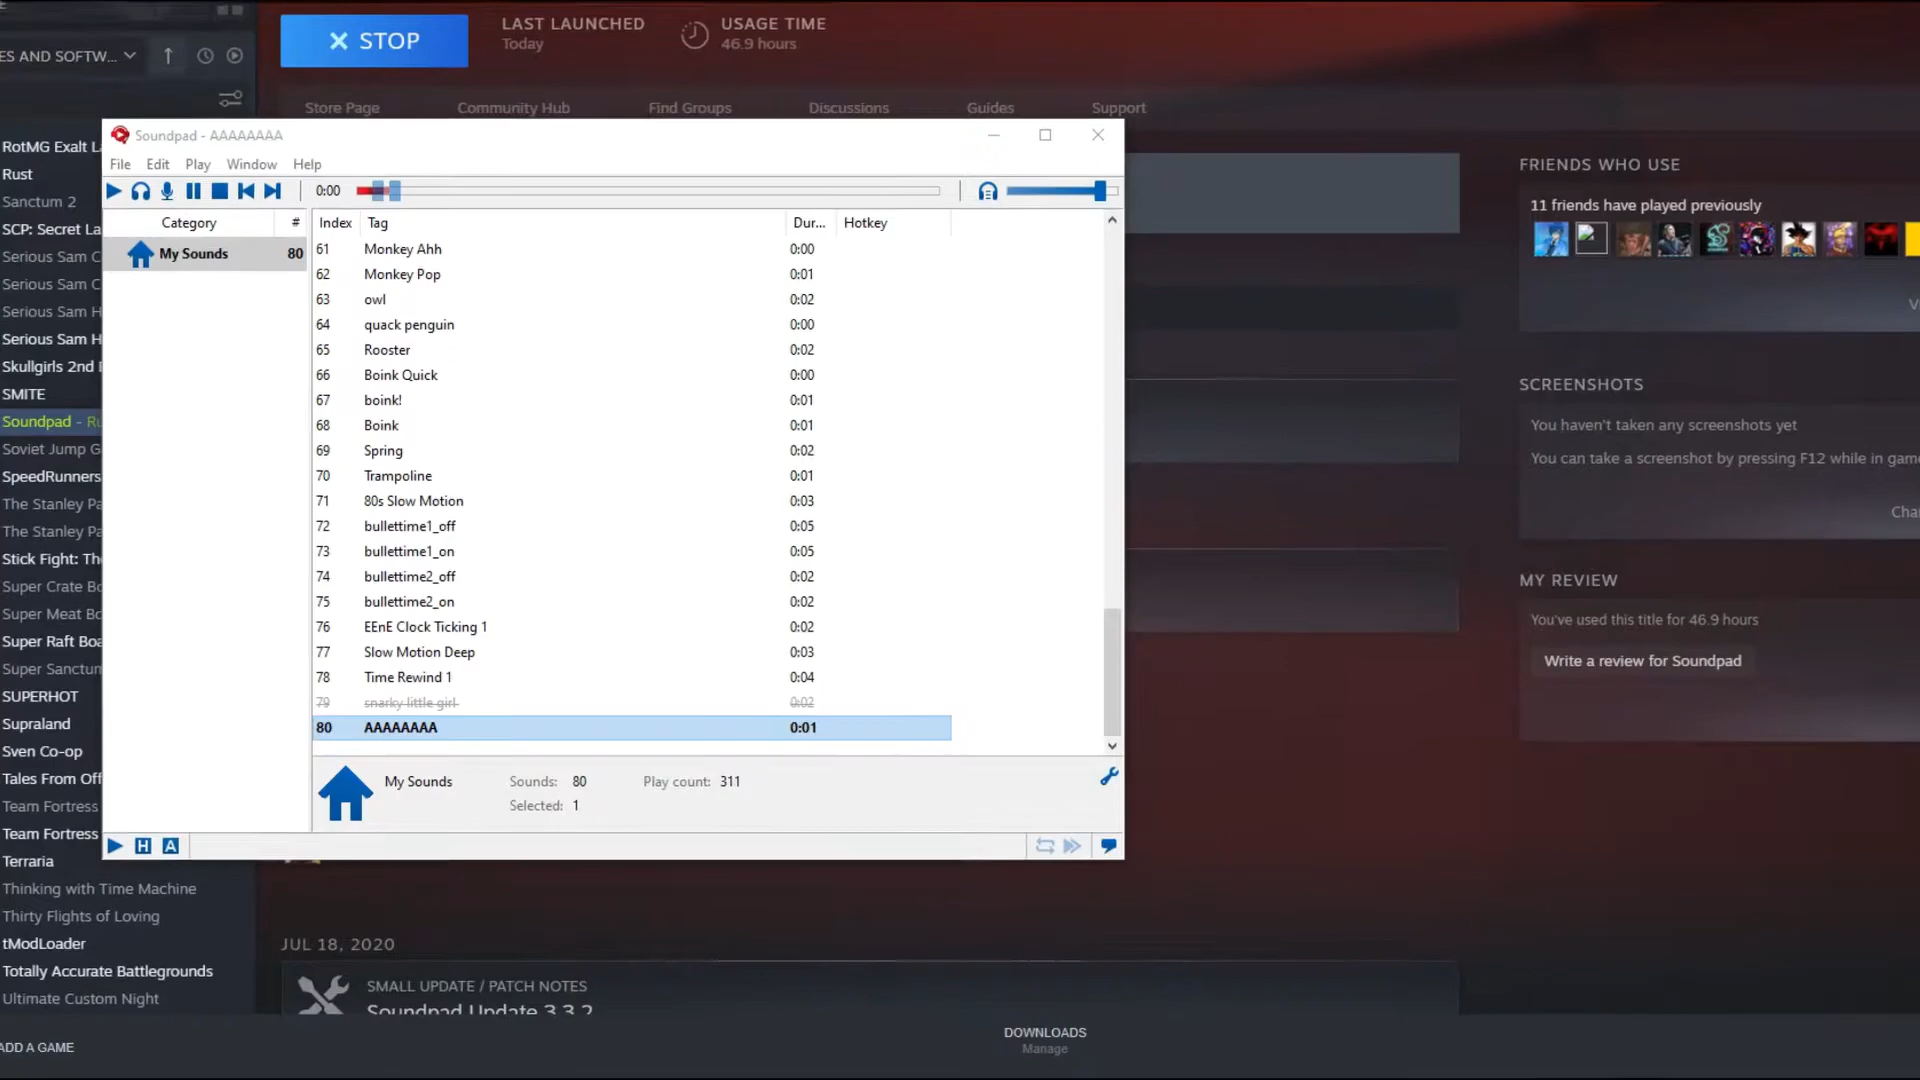 STOP
LAST LAUNCHED
Today
USAGE TIME
46.9 hours
ES AND SOFTW...
Store Page
Community Hub
Find Groups
Discussions
Guides
Support
RotMG Exalt L
Rust
Sanctum 2
SCP: Secret La
Serious Sam C
Serious Sam C
Serious Sam H
Serious Sam H
Skullgirls 2nd
SMITE
Soundpad - Ru
Soviet Jump G
SpeedRunners
The Stanley Pa
The Stanley Pa
Stick Fight: Th
Super Crate Bo
Super Meat Bo
Super Raft Boa
Super Sanctum
SUPERHOT
Supraland
Sven Co-op
Tales From Off
Team Fortress
Team Fortress
Terraria
Thinking with Time Machine
Thirty Flights of Loving
tModLoader
Totally Accurate Battlegrounds
Ultimate Custom Night
ADD A GAME
Soundpad - AAAAAAAA
File Edit Play Window Help
0:00
Category #
My Sounds 80
Index Tag Dur... Hotkey
61 Monkey Ahh 0:00
62 Monkey Pop 0:01
63 owl 0:02
64 quack penguin 0:00
65 Rooster 0:02
66 Boink Quick 0:00
67 boink! 0:01
68 Boink 0:01
69 Spring 0:02
70 Trampoline 0:01
71 80s Slow Motion 0:03
72 bullettime1_off 0:05
73 bullettime1_on 0:05
74 bullettime2_off 0:02
75 bullettime2_on 0:02
76 EEnE Clock Ticking 1 0:02
77 Slow Motion Deep 0:03
78 Time Rewind 1 0:04
79 snarky little girl 0:02
80 AAAAAAAA 0:01
My Sounds
Sounds: 80
Play count: 311
Selected: 1
H A
FRIENDS WHO USE
11 friends have played previously
SCREENSHOTS
You haven't taken any screenshots yet
You can take a screenshot by pressing F12 while in game
MY REVIEW
You've used this title for 46.9 hours
Write a review for Soundpad
JUL 18, 2020
SMALL UPDATE / PATCH NOTES
Soundpad Update 3.3.2
DOWNLOADS
Manage